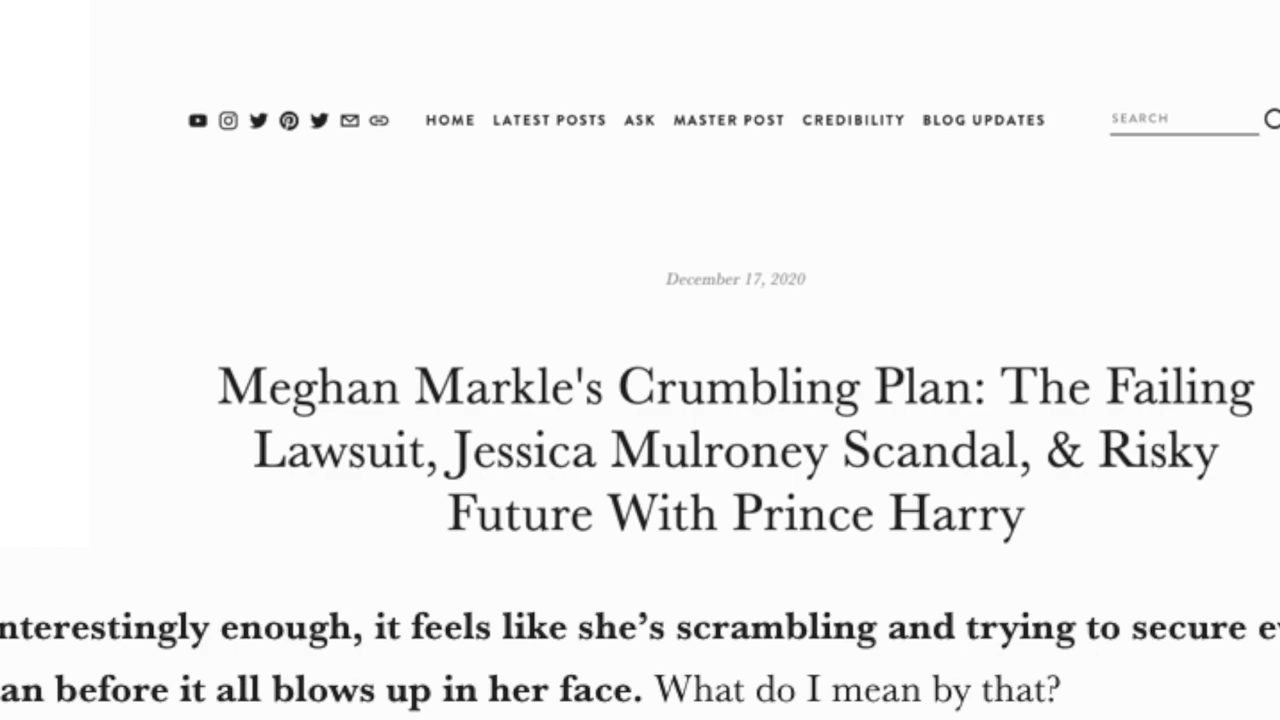 HOME LATEST POSTS ASK MASTER POST CREDIBILITY BLOG UPDATES SEARCH
December 17, 2020
Meghan Markle's Crumbling Plan: The Failing
Lawsuit, Jessica Mulroney Scandal, & Risky
Future With Prince Harry
nterestingly enough, it feels like she’s scrambling and trying to secure
an before it all blows up in her face. What do I mean by that?